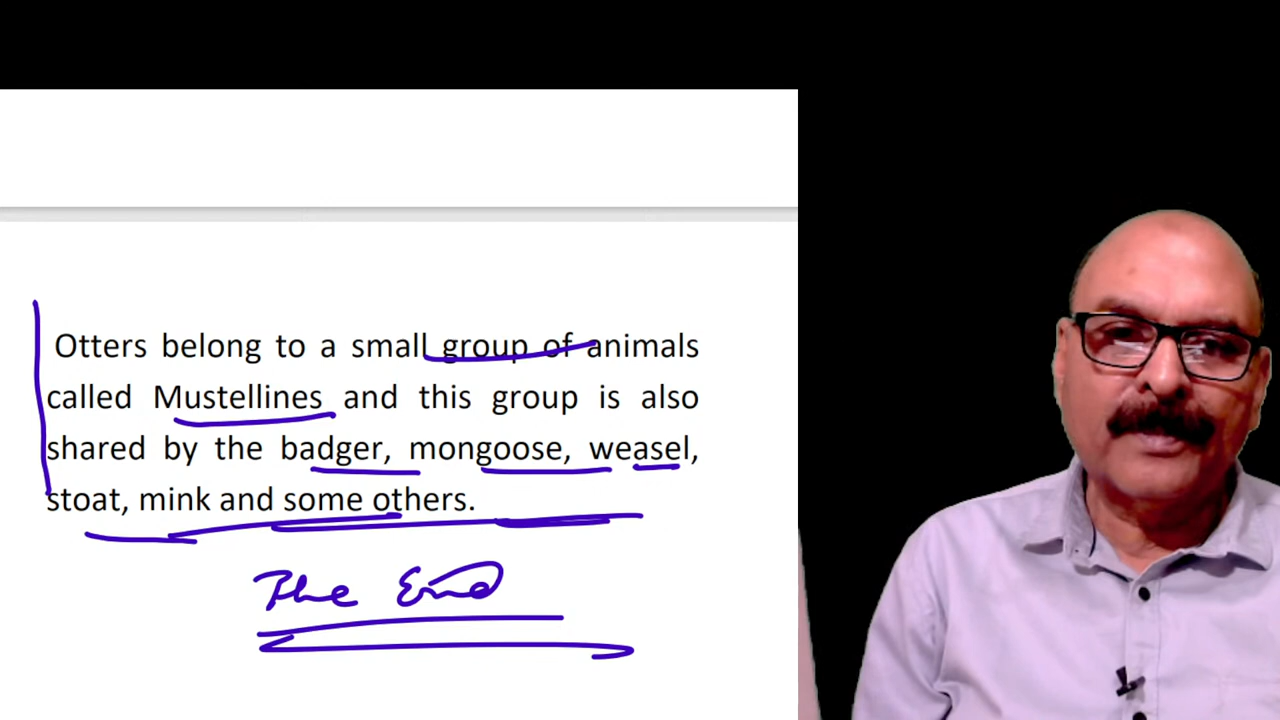 Otters belong to a small group of animals
called Mustellines and this group is also
shared by the badger, mongoose, weasel,
stoat, mink and some others.
The End